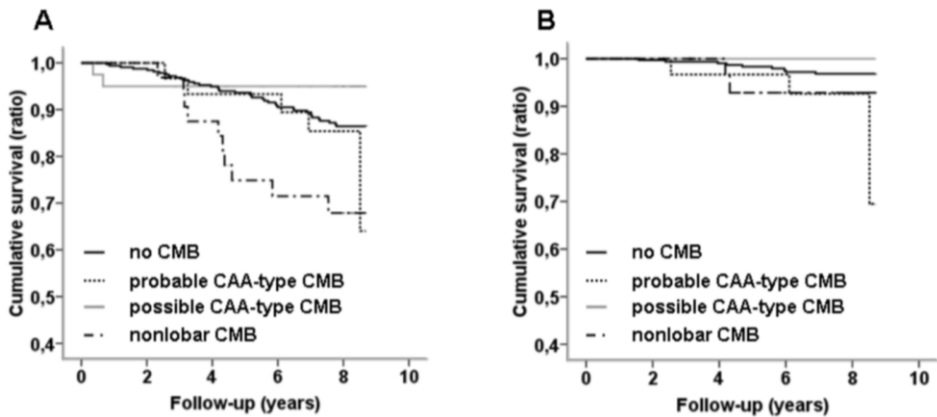 A
Cumulative survival (ratio)
1,0
0,9
0,8
0,7
0,6
0,5
0,4
no CMB
probable CAA-type CMB
possible CAA-type CMB
nonlobar CMB
0 2 4 6 8 10
Follow-up (years)
B
Cumulative survival (ratio)
1,0
0,9
0,8
0,7
0,6
0,5
0,4
no CMB
probable CAA-type CMB
possible CAA-type CMB
nonlobar CMB
0 2 4 6 8 10
Follow-up (years)